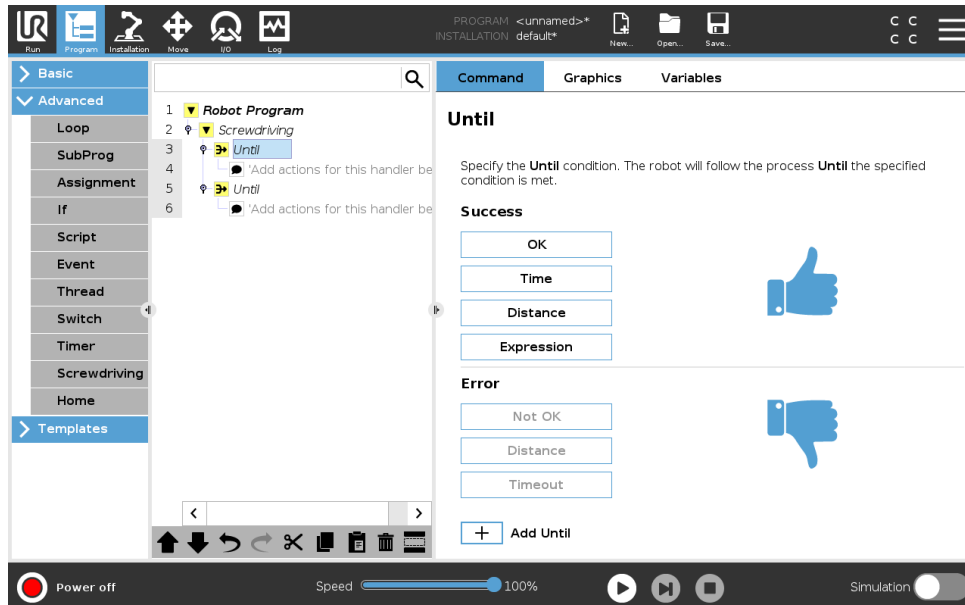 UR
PROGRAM <unnamed>*
INSTALLATION default*
C C
C C
Run Program Installation Move I/O Log New... Open... Save...
Basic
Advanced
Loop
SubProg
Assignment
If
Script
Event
Thread
Switch
Timer
Screwdriving
Home
Templates
1 Robot Program
2 Screwdriving
3 Until
4 'Add actions for this handler be
5 Until
6 'Add actions for this handler be
Command Graphics Variables
Until
Specify the Until condition. The robot will follow the process Until the specified
condition is met.
Success
OK
Time
Distance
Expression
Error
Not OK
Distance
Timeout
+ Add Until
Power off
Speed 100%
Simulation